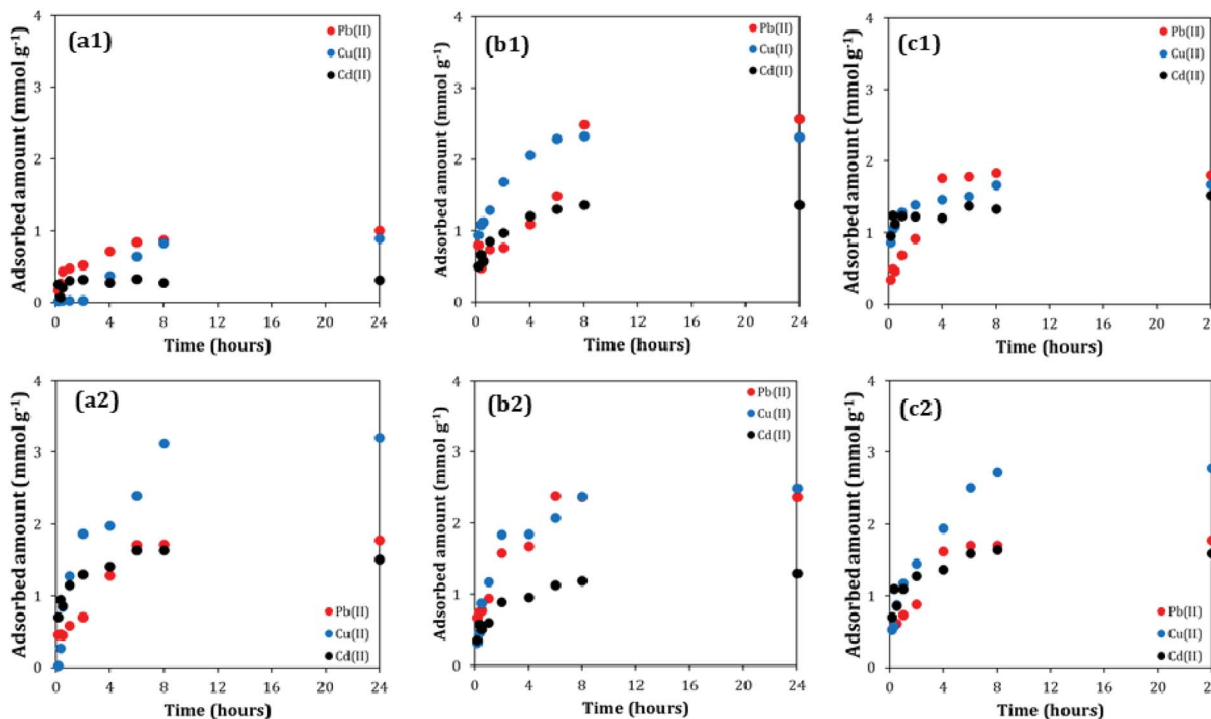 (a1)
Pb(II)
Cu(II)
Cd(II)
Adsorbed amount (mmol g-1)
4
3
2
1
0
0 4 8 12 16 20 24
Time (hours)
(b1)
Pb(II)
Cu(II)
Cd(II)
Adsorbed amount (mmol g-1)
4
3
2
1
0
0 4 8 12 16 20 24
Time (hours)
(c1)
Pb(II)
Cu(II)
Cd(II)
Adsorbed amount (mmol g-1)
4
3
2
1
0
0 4 8 12 16 20 24
Time (hours)
(a2)
Adsorbed amount (mmol g-1)
4
3
2
1
0
Pb(II)
Cu(II)
Cd(II)
0 4 8 12 16 20 24
Time (hours)
(b2)
Pb(II)
Cu(II)
Cd(II)
Adsorbed amount (mmol g-1)
4
3
2
1
0
0 4 8 12 16 20 24
Time (hours)
(c2)
Adsorbed amount (mmol g-1)
4
3
2
1
0
Pb(II)
Cu(II)
Cd(II)
0 4 8 12 16 20 24
Time (hours)